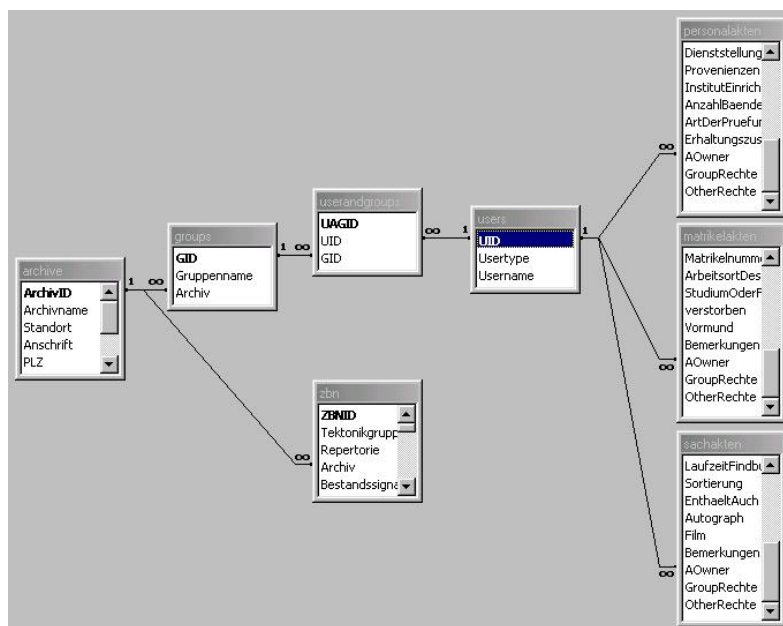 archive
ArchivID
Archivname
Standort
Anschrift
PLZ
1
∞
groups
GID
Gruppenname
Archiv
1
∞
userandgroups
UAGID
UID
GID
∞
1
users
UID
Usertype
Username
1
zbn
ZBNID
Tektonikgrupp
Repertorie
Archiv
Bestandssigna
∞
personalakten
Dienststellung
Provenienzen
InstitutEinrich
AnzahlBaende
ArtDerPruefun
Erhaltungszus
AOwner
GroupRechte
OtherRechte
∞
matrikelakten
Matrikelnumme
ArbeitsortDes
StudiumOderF
verstorben
Vormund
Bemerkungen
AOwner
GroupRechte
OtherRechte
∞
sachakten
LaufzeitFindbu
Sortierung
EnthaeltAuch
Autograph
Film
Bemerkungen
AOwner
GroupRechte
OtherRechte
∞